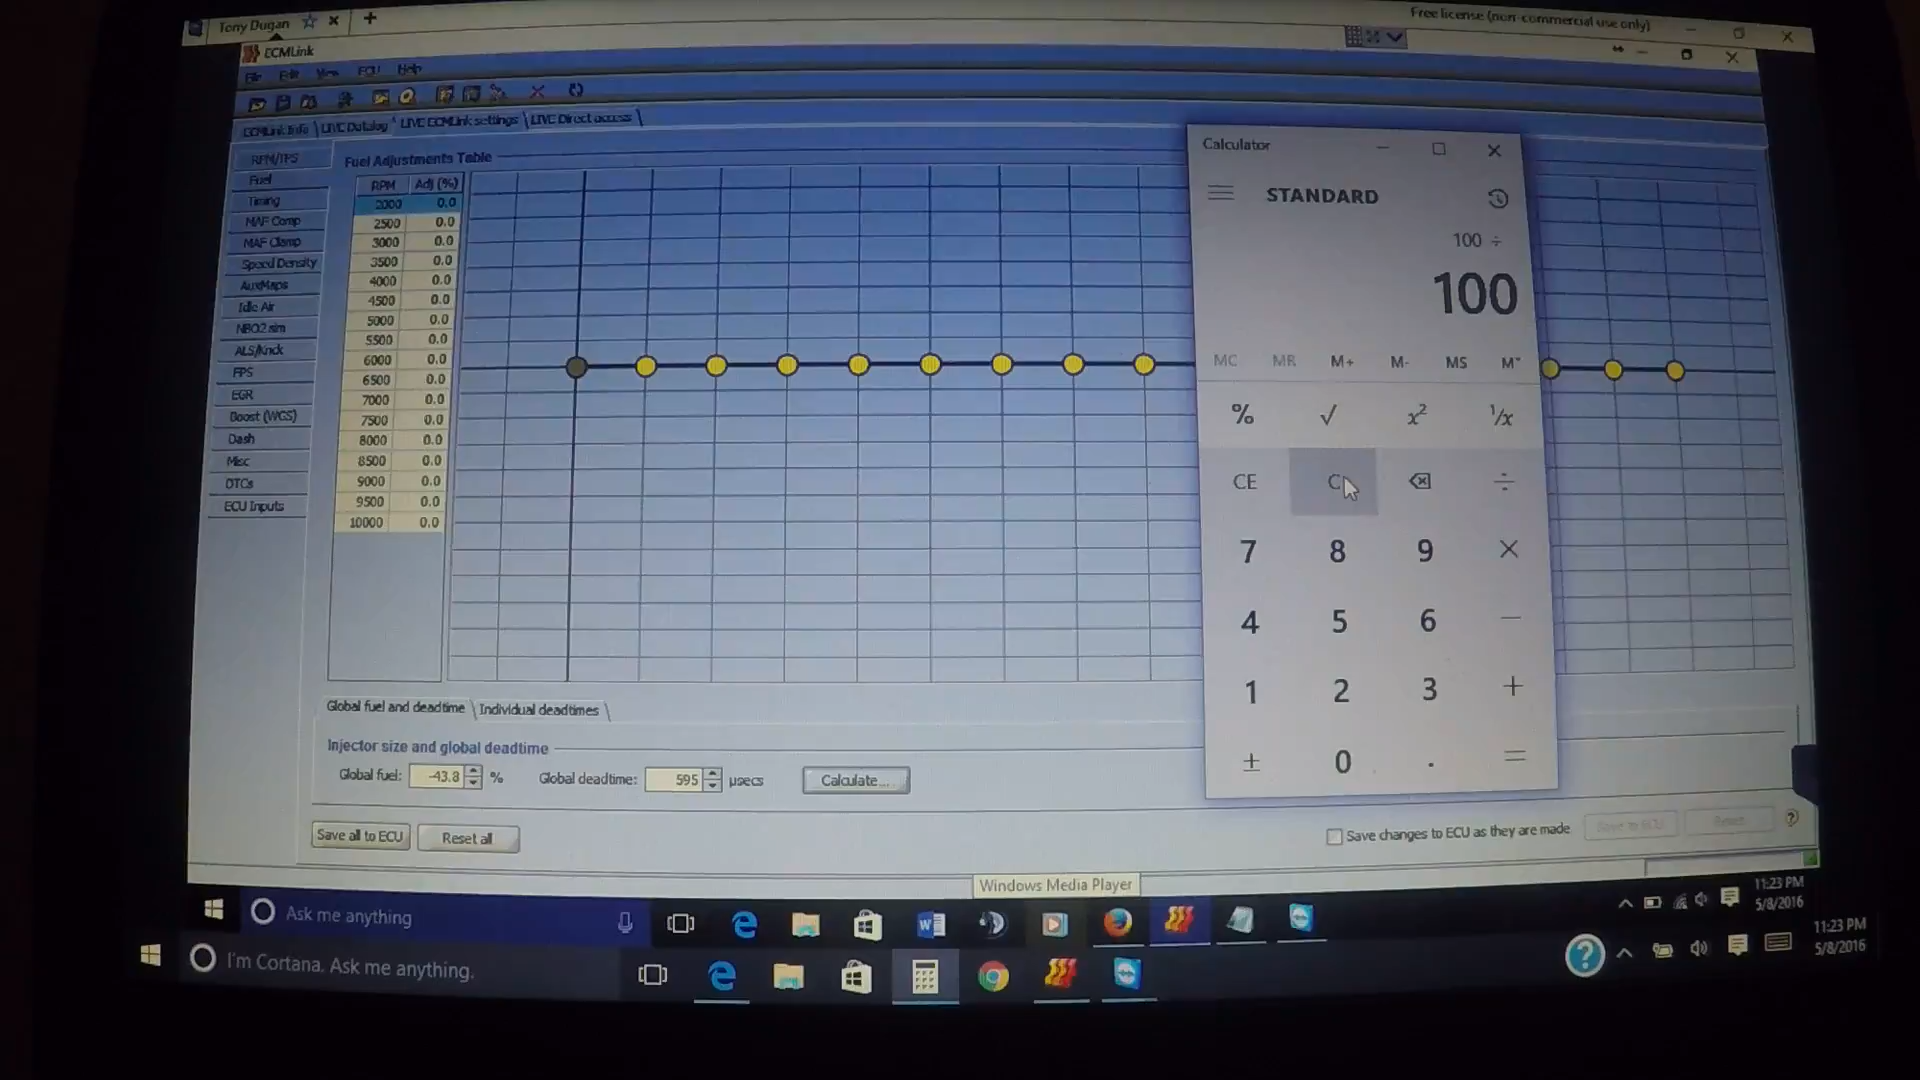 Tony Dugan
Free license (non-commercial use only)
ECMLink
File Edit View ECU Help
ECMLink Info LIVE Datalog LIVE ECMLink settings LIVE Direct access
RPM/TPS
Fuel
Timing
MAF Comp
MAF Clamp
Speed Density
AuxMaps
Idle Air
NBO2 sim
ALS/Knck
FPS
EGR
Boost (WGS)
Dash
Misc
DTCs
ECU Inputs
Fuel Adjustments Table
RPM Adj (%)
2000 0.0
2500 0.0
3000 0.0
3500 0.0
4000 0.0
4500 0.0
5000 0.0
5500 0.0
6000 0.0
6500 0.0
7000 0.0
7500 0.0
8000 0.0
8500 0.0
9000 0.0
9500 0.0
10000 0.0
Calculator
STANDARD
100 ÷
100
MC MR M+ M- MS M˅
% √ x² ¹/x
CE C ÷
7 8 9 ×
4 5 6 −
1 2 3 +
± 0 . =
Global fuel and deadtime Individual deadtimes
Injector size and global deadtime
Global fuel: -43.8 % Global deadtime: 595 µsecs Calculate...
Save all to ECU Reset all
Save changes to ECU as they are made Save to ECU Reset ?
Windows Media Player
Ask me anything
11:23 PM
5/8/2016
I'm Cortana. Ask me anything.
?
11:23 PM
5/8/2016